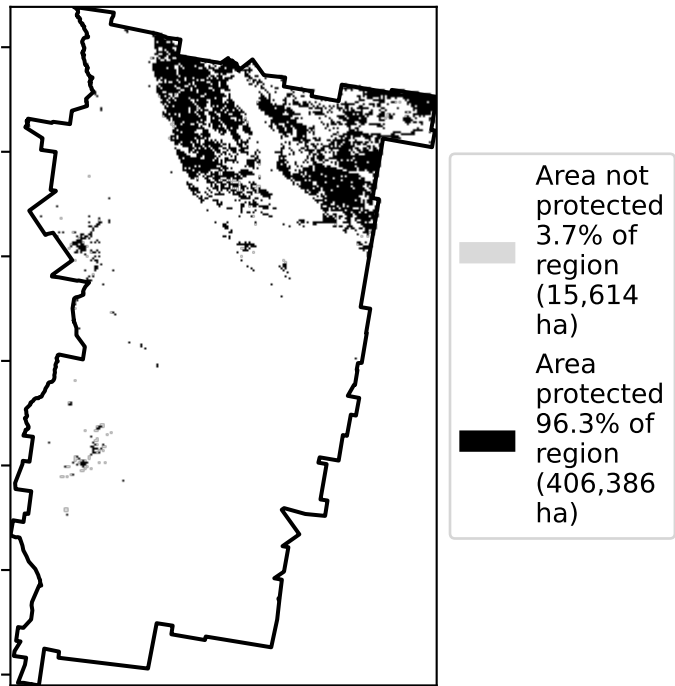 Area not
protected
3.7% of
region
(15,614
ha)
Area
protected
96.3% of
region
(406,386
ha)